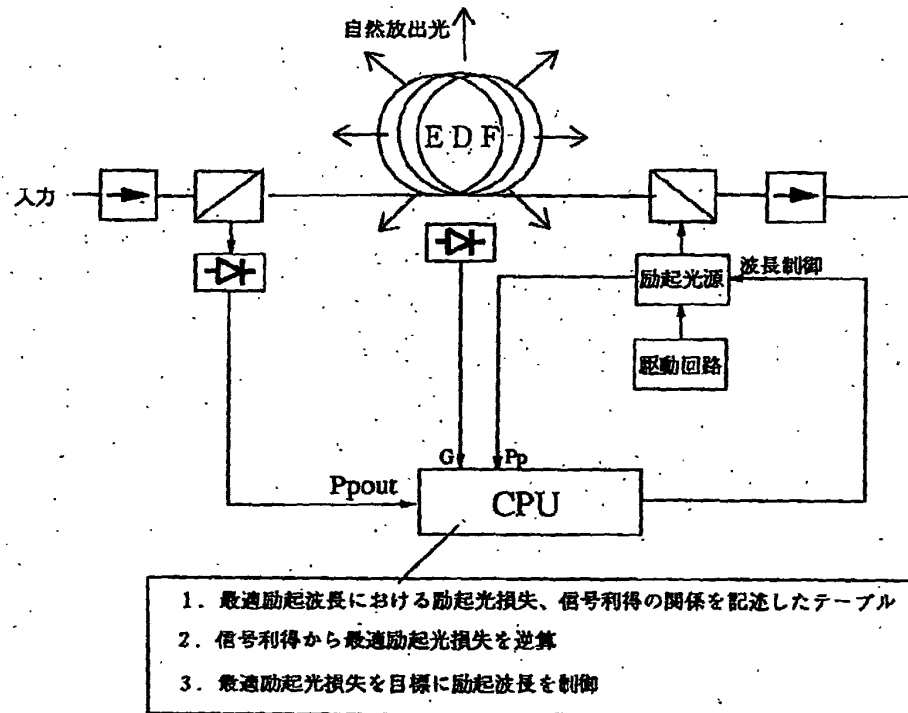 自然放出光
EDF
入力
励起光源
波長制御
駆動回路
G
Pp
Ppout
CPU
1. 最適励起波長における励起光損失、信号利得の関係を記述したテーブル
2. 信号利得から最適励起光損失を逆算
3. 最適励起光損失を目標に励起波長を制御